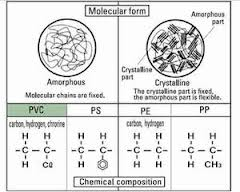 Molecular form
Amorphous
part
Crystalline
part
Amorphous
Crystalline
Molecular chains are fixed.
The crystalline part is fixed,
the amorphous part is flexible.
PVC
PS
PE
PP
carbon, hydrogen, chrorine
carbon, hydrogen
H H
H H
H H
H H
- C - C -
- C - C -
- C - C -
- C - C -
H Cℓ
H
H H
H CH3
Chemical composition